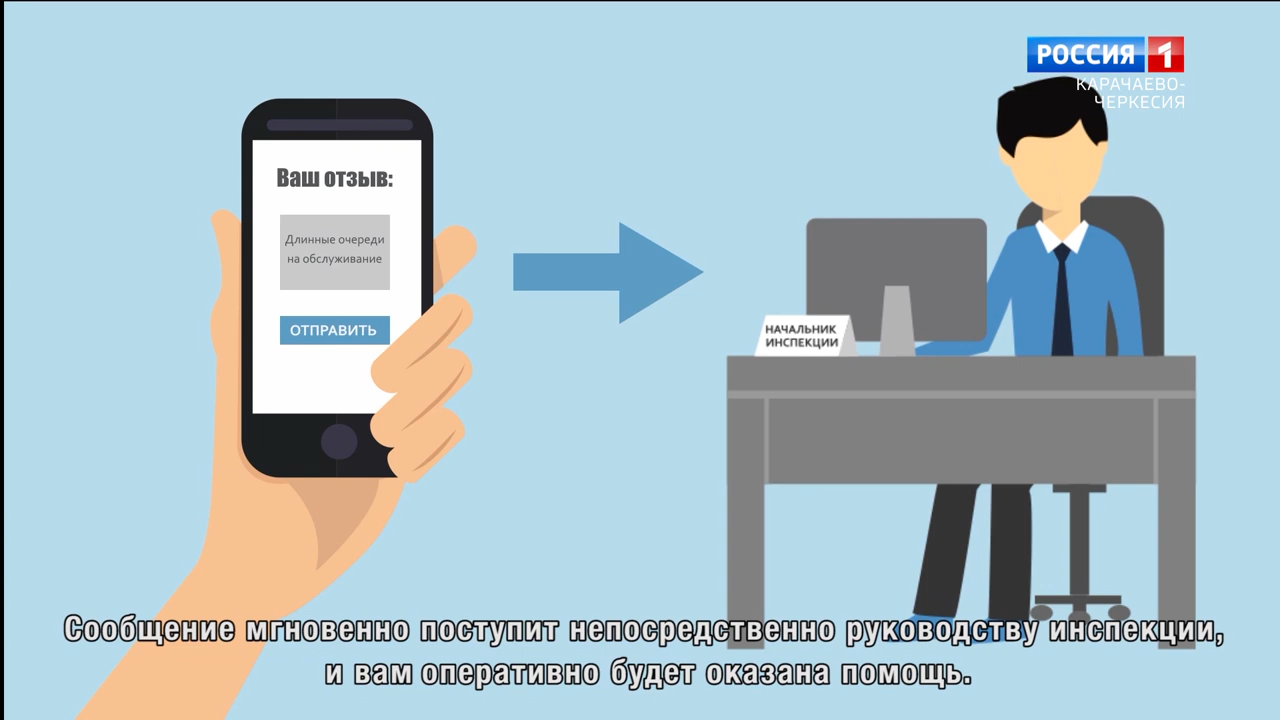 РОССИЯ 1
КАРАЧАЕВО-
ЧЕРКЕСИЯ
Ваш отзыв:
Длинные очереди
на обслуживание
ОТПРАВИТЬ
НАЧАЛЬНИК
ИНСПЕКЦИИ
Сообщение мгновенно поступит непосредственно руководству инспекции,
и вам оперативно будет оказана помощь.